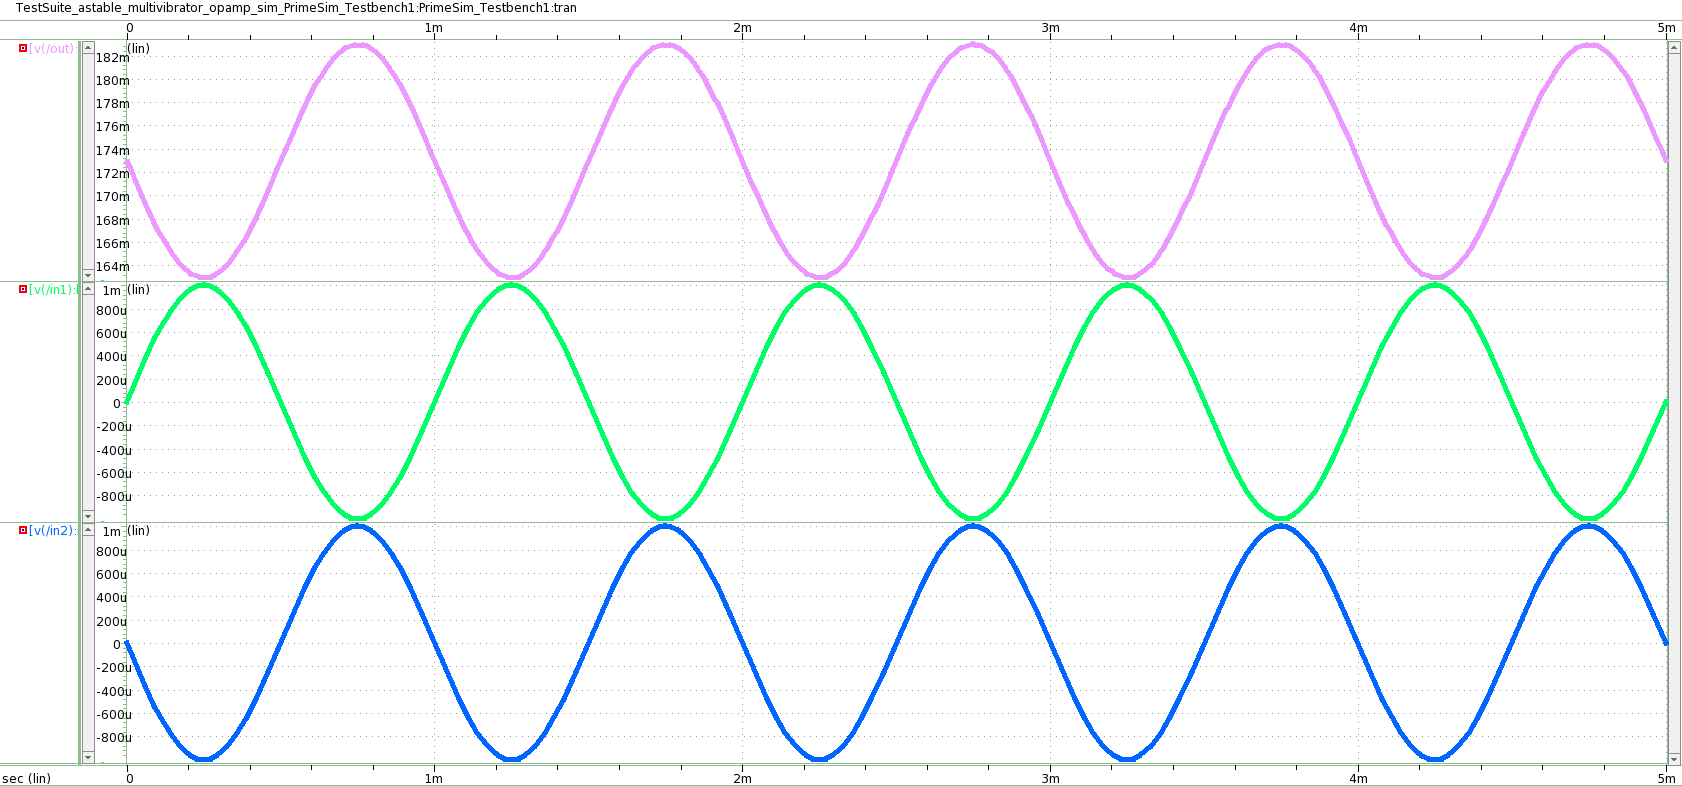 TestSuite_astable_multivibrator_opamp_sim_PrimeSim_Testbench1:PrimeSim_Testbench1:tran
0 1m 2m 3m 4m 5m
[v(/out): (lin)
182m
180m
178m
176m
174m
172m
170m
168m
166m
164m
[v(/in1): 1m (lin)
800u
600u
400u
200u
0
-200u
-400u
-600u
-800u
[v(/in2): 1m (lin)
800u
600u
400u
200u
0
-200u
-400u
-600u
-800u
sec (lin) 0 1m 2m 3m 4m 5m